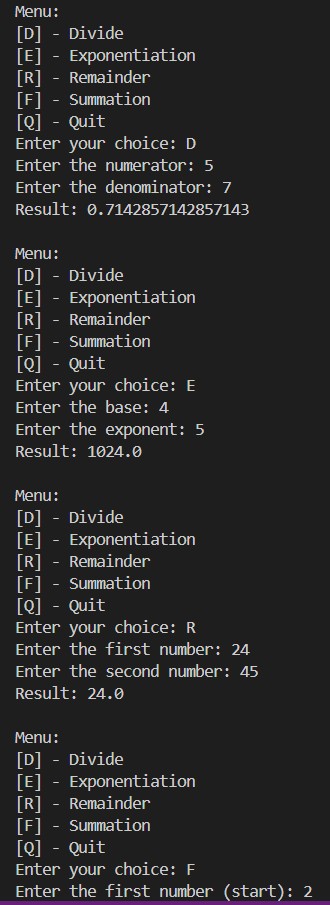 Menu:
[D] - Divide
[E] - Exponentiation
[R] - Remainder
[F] - Summation
[Q] - Quit
Enter your choice: D
Enter the numerator: 5
Enter the denominator: 7
Result: 0.7142857142857143

Menu:
[D] - Divide
[E] - Exponentiation
[R] - Remainder
[F] - Summation
[Q] - Quit
Enter your choice: E
Enter the base: 4
Enter the exponent: 5
Result: 1024.0

Menu:
[D] - Divide
[E] - Exponentiation
[R] - Remainder
[F] - Summation
[Q] - Quit
Enter your choice: R
Enter the first number: 24
Enter the second number: 45
Result: 24.0

Menu:
[D] - Divide
[E] - Exponentiation
[R] - Remainder
[F] - Summation
[Q] - Quit
Enter your choice: F
Enter the first number (start): 2